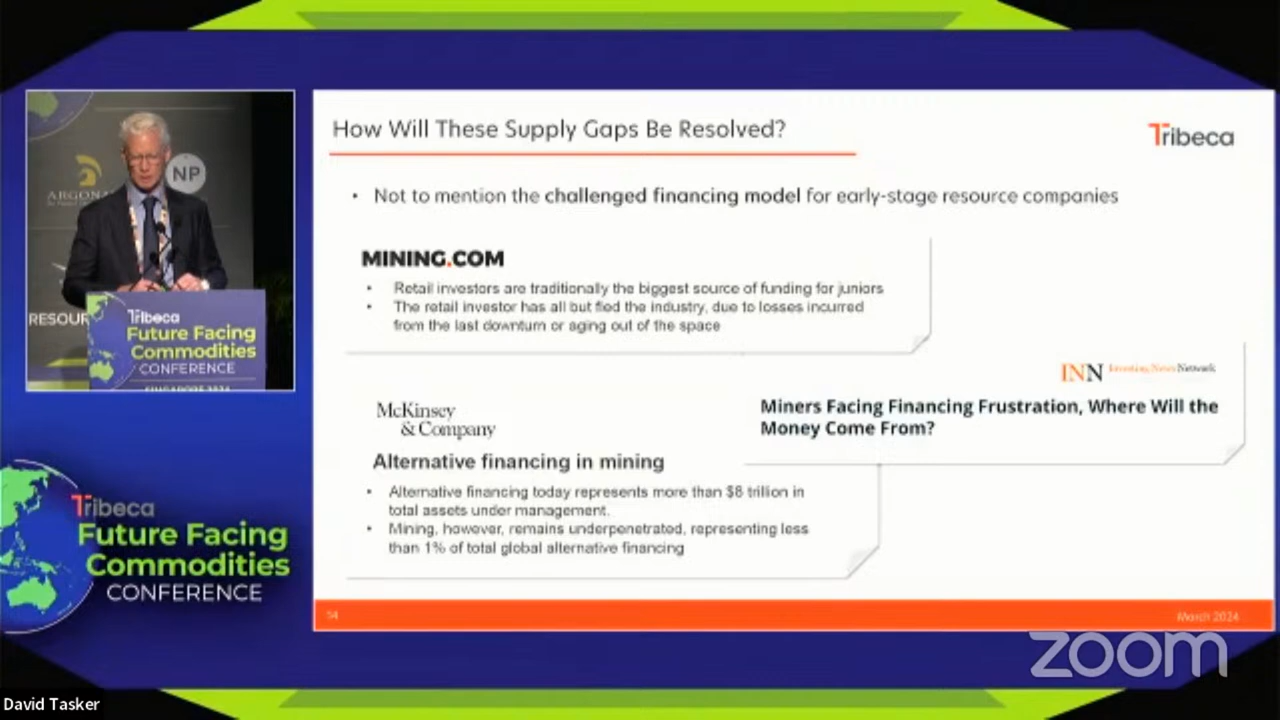 How Will These Supply Gaps Be Resolved?
Tribeca
• Not to mention the challenged financing model for early-stage resource companies
MINING.COM
• Retail investors are traditionally the biggest source of funding for juniors
• The retail investor has all but fled the industry, due to losses incurred
from the last downturn or aging out of the space
INN Investing News Network
Miners Facing Financing Frustration, Where Will the
Money Come From?
McKinsey
& Company
Alternative financing in mining
• Alternative financing today represents more than $8 trillion in
total assets under management.
• Mining, however, remains underpenetrated, representing less
than 1% of total global alternative financing
March 2024
NP
ARGONA
RESOUR
Tribeca
Future Facing
Commodities
CONFERENCE
SINGAPORE 2024
Tribeca
Future Facing
Commodities
CONFERENCE
zoom
David Tasker